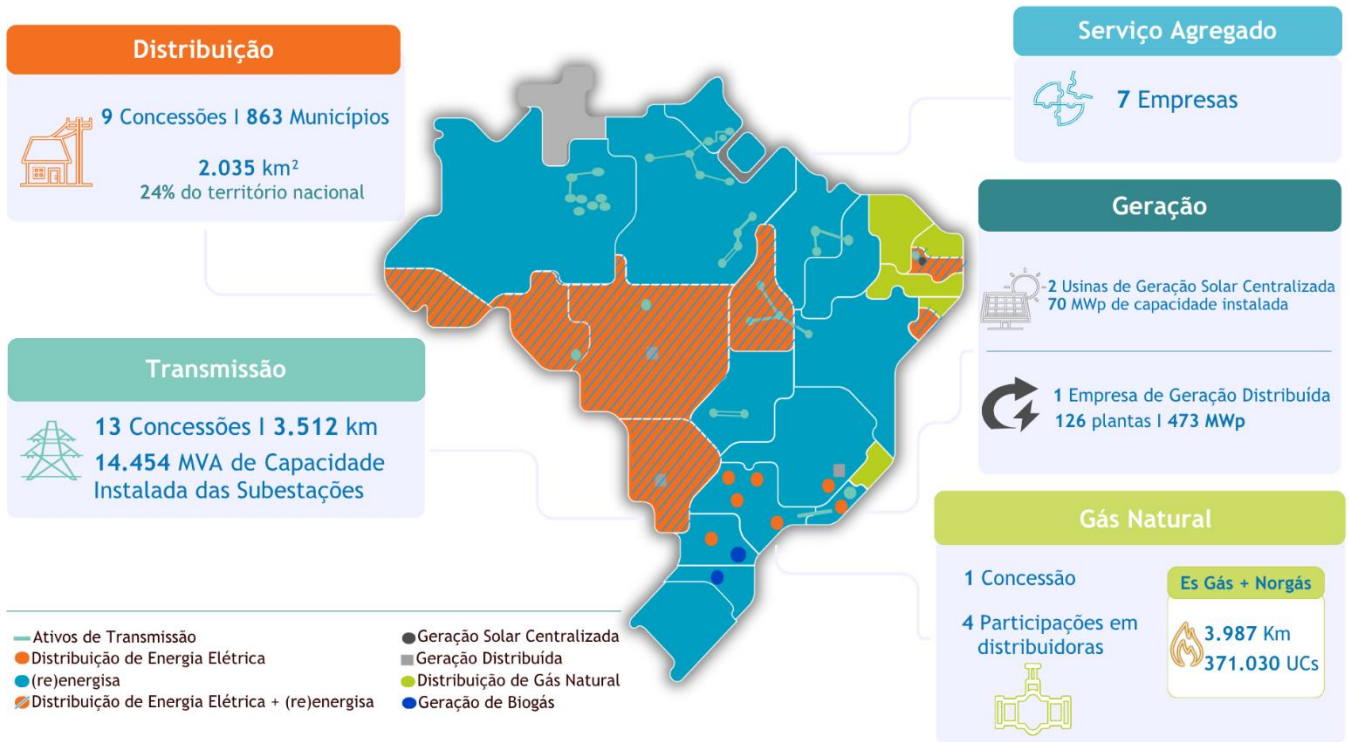 Distribuição
9 Concessões I 863 Municípios
2.035 km²
24% do território nacional
Transmissão
13 Concessões I 3.512 km
14.454 MVA de Capacidade
Instalada das Subestações
Serviço Agregado
7 Empresas
Geração
2 Usinas de Geração Solar Centralizada
70 MWp de capacidade instalada
1 Empresa de Geração Distribuída
126 plantas I 473 MWp
Gás Natural
1 Concessão
4 Participações em
distribuidoras
Es Gás + Norgás
3.987 Km
371.030 UCs
Ativos de Transmissão
Distribuição de Energia Elétrica
(re)energisa
Distribuição de Energia Elétrica + (re)energisa
Geração Solar Centralizada
Geração Distribuída
Distribuição de Gás Natural
Geração de Biogás